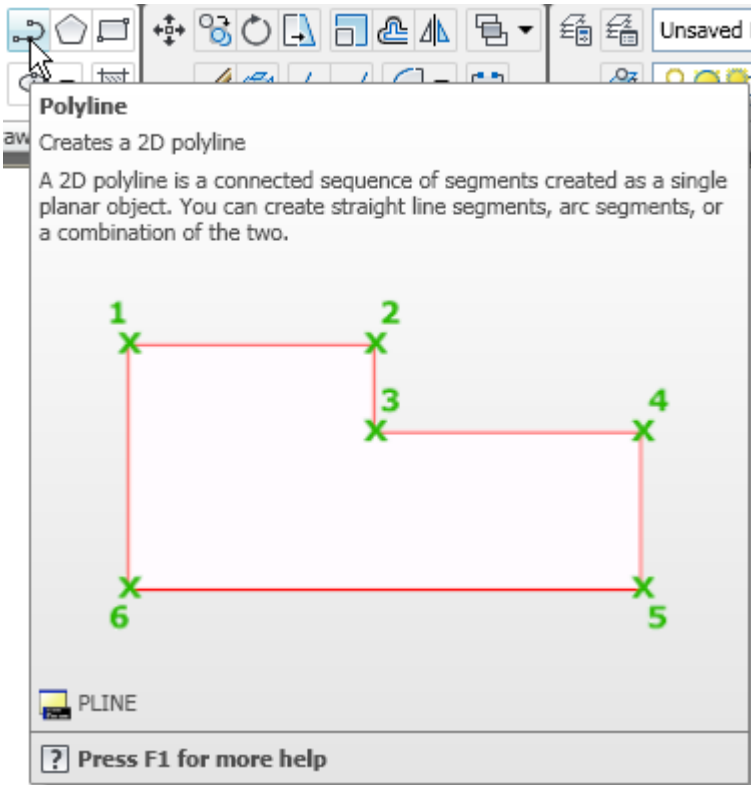 Unsaved
aw
Polyline
Creates a 2D polyline
A 2D polyline is a connected sequence of segments created as a single
planar object. You can create straight line segments, arc segments, or
a combination of the two.
1 2
3 4
6 5
PLINE
? Press F1 for more help